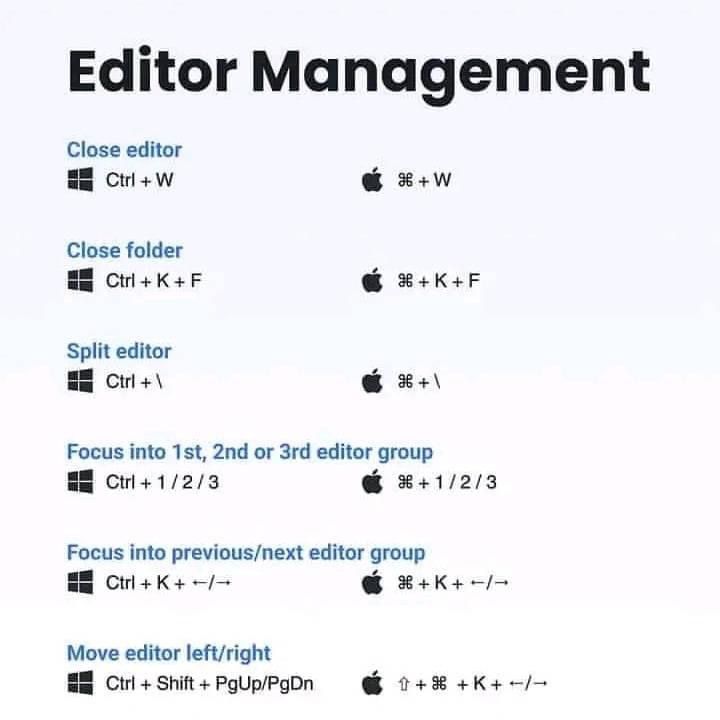 Editor Management
Close editor
Ctrl + W
⌘ + W
Close folder
Ctrl + K + F
⌘ + K + F
Split editor
Ctrl + \
⌘ + \
Focus into 1st, 2nd or 3rd editor group
Ctrl + 1 / 2 / 3
⌘ + 1 / 2 / 3
Focus into previous/next editor group
Ctrl + K + ←/→
⌘ + K + ←/→
Move editor left/right
Ctrl + Shift + PgUp/PgDn
⇧ + ⌘ + K + ←/→